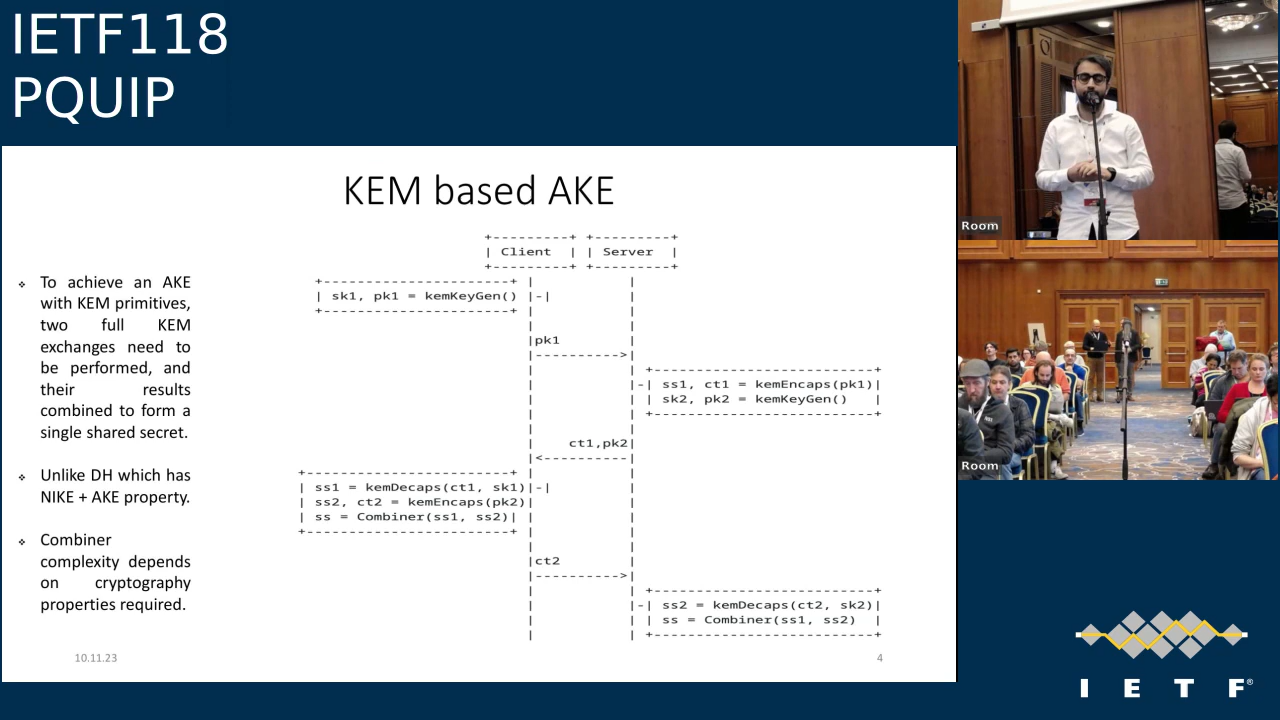 IETF118
PQUIP
KEM based AKE
To achieve an AKE
with KEM primitives,
two full KEM
exchanges need to
be performed, and
their results
combined to form a
single shared secret.
Unlike DH which has
NIKE + AKE property.
Combiner
complexity depends
on cryptography
properties required.
Client
Server
sk1, pk1 = kemKeyGen()
pk1
ss1, ct1 = kemEncaps(pk1)
sk2, pk2 = kemKeyGen()
ct1,pk2
ss1 = kemDecaps(ct1, sk1)
ss2, ct2 = kemEncaps(pk2)
ss = Combiner(ss1, ss2)
ct2
ss2 = kemDecaps(ct2, sk2)
ss = Combiner(ss1, ss2)
10.11.23
4
Room
Room
I E T F®